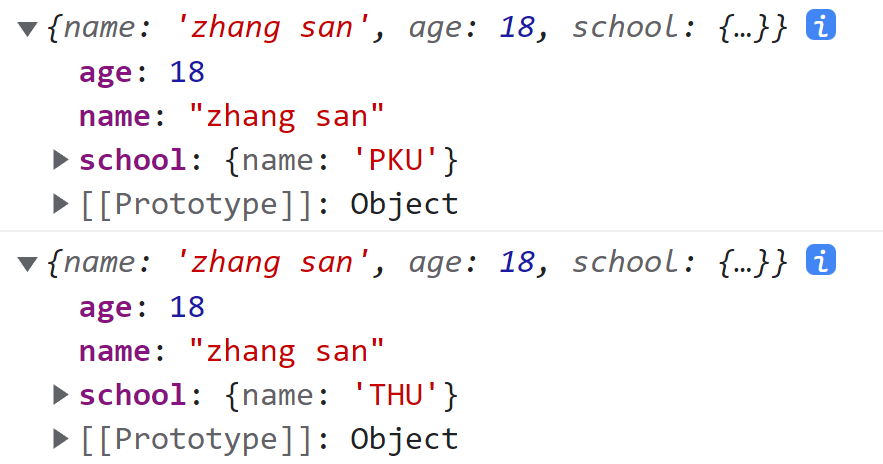 ▼{name: 'zhang san', age: 18, school: {…}} i
age: 18
name: "zhang san"
▶ school: {name: 'PKU'}
▶ [[Prototype]]: Object
▼{name: 'zhang san', age: 18, school: {…}} i
age: 18
name: "zhang san"
▶ school: {name: 'THU'}
▶ [[Prototype]]: Object